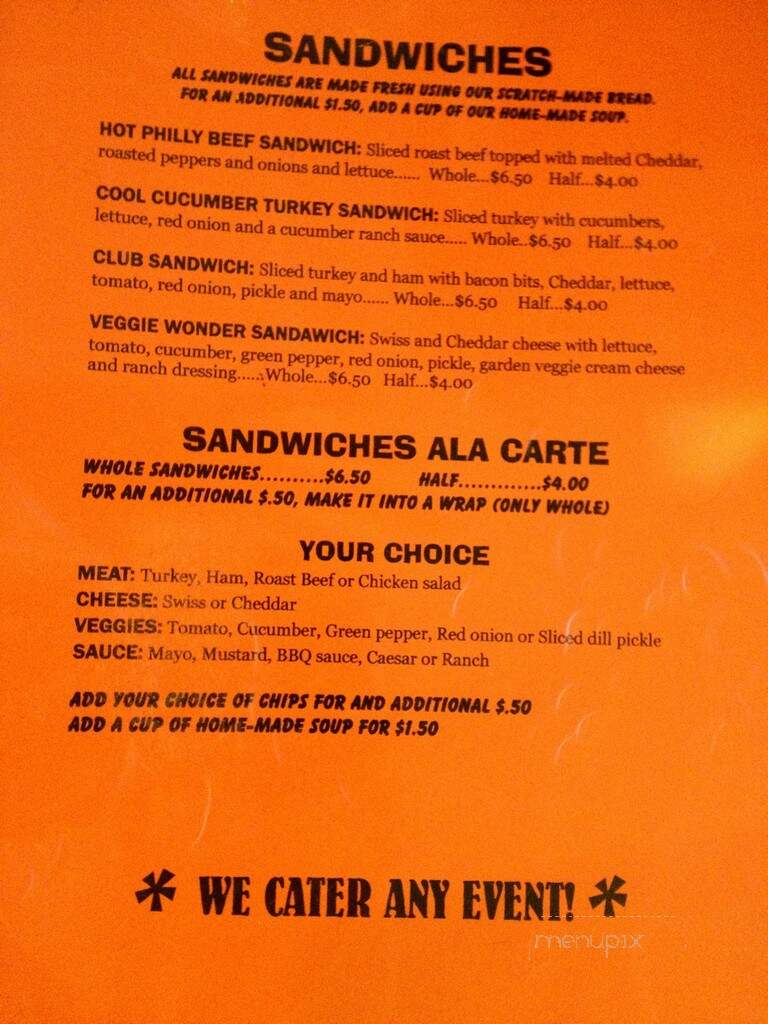 SANDWICHES
ALL SANDWICHES ARE MADE FRESH USING OUR SCRATCH-MADE BREAD.
FOR AN ADDITIONAL $1.50, ADD A CUP OF OUR HOME-MADE SOUP.
HOT PHILLY BEEF SANDWICH: Sliced roast beef topped with melted Cheddar,
roasted peppers and onions and lettuce...... Whole...$6.50 Half...$4.00
COOL CUCUMBER TURKEY SANDWICH: Sliced turkey with cucumbers,
lettuce, red onion and a cucumber ranch sauce..... Whole..$6.50 Half...$4.00
CLUB SANDWICH: Sliced turkey and ham with bacon bits, Cheddar, lettuce,
tomato, red onion, pickle and mayo...... Whole...$6.50 Half...$4.00
VEGGIE WONDER SANDAWICH: Swiss and Cheddar cheese with lettuce,
tomato, cucumber, green pepper, red onion, pickle, garden veggie cream cheese
and ranch dressing......Whole...$6.50 Half...$4.00
SANDWICHES ALA CARTE
WHOLE SANDWICHES..........$6.50 HALF.............$4.00
FOR AN ADDITIONAL $.50, MAKE IT INTO A WRAP (ONLY WHOLE)
YOUR CHOICE
MEAT: Turkey, Ham, Roast Beef or Chicken salad
CHEESE: Swiss or Cheddar
VEGGIES: Tomato, Cucumber, Green pepper, Red onion or Sliced dill pickle
SAUCE: Mayo, Mustard, BBQ sauce, Caesar or Ranch
ADD YOUR CHOICE OF CHIPS FOR AND ADDITIONAL $.50
ADD A CUP OF HOME-MADE SOUP FOR $1.50
* WE CATER ANY EVENT! *
menupix